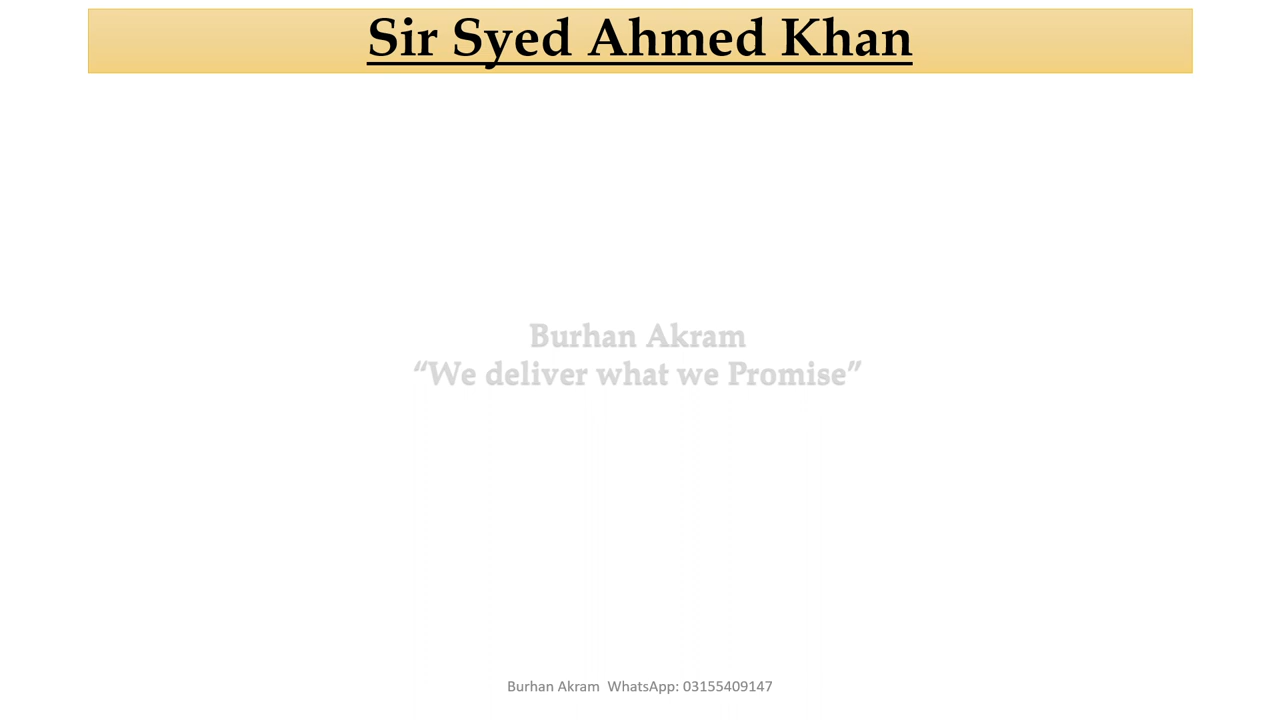 Sir Syed Ahmed Khan
Burhan Akram
“We deliver what we Promise”
Burhan Akram  WhatsApp: 03155409147